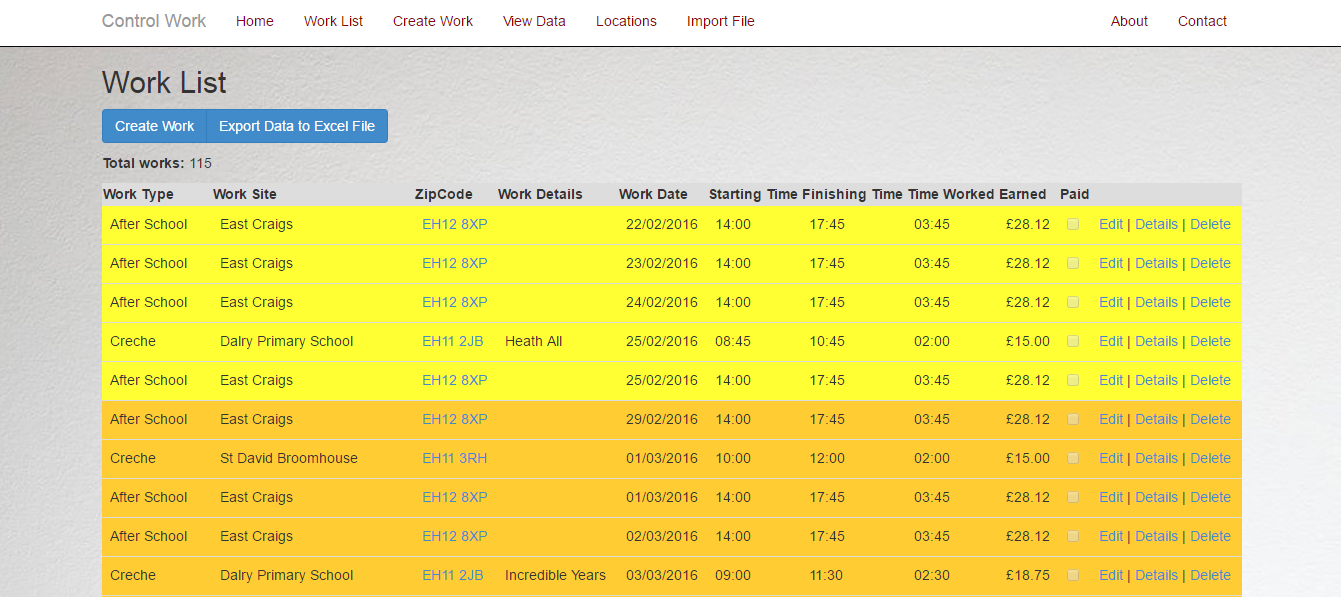 Control Work Home Work List Create Work View Data Locations Import File About Contact
Work List
Create Work Export Data to Excel File
Total works: 115
Work Type Work Site ZipCode Work Details Work Date Starting Time Finishing Time Time Worked Earned Paid
After School East Craigs EH12 8XP 22/02/2016 14:00 17:45 03:45 £28.12 Edit | Details | Delete
After School East Craigs EH12 8XP 23/02/2016 14:00 17:45 03:45 £28.12 Edit | Details | Delete
After School East Craigs EH12 8XP 24/02/2016 14:00 17:45 03:45 £28.12 Edit | Details | Delete
Creche Dalry Primary School EH11 2JB Heath All 25/02/2016 08:45 10:45 02:00 £15.00 Edit | Details | Delete
After School East Craigs EH12 8XP 25/02/2016 14:00 17:45 03:45 £28.12 Edit | Details | Delete
After School East Craigs EH12 8XP 29/02/2016 14:00 17:45 03:45 £28.12 Edit | Details | Delete
Creche St David Broomhouse EH11 3RH 01/03/2016 10:00 12:00 02:00 £15.00 Edit | Details | Delete
After School East Craigs EH12 8XP 01/03/2016 14:00 17:45 03:45 £28.12 Edit | Details | Delete
After School East Craigs EH12 8XP 02/03/2016 14:00 17:45 03:45 £28.12 Edit | Details | Delete
Creche Dalry Primary School EH11 2JB Incredible Years 03/03/2016 09:00 11:30 02:30 £18.75 Edit | Details | Delete